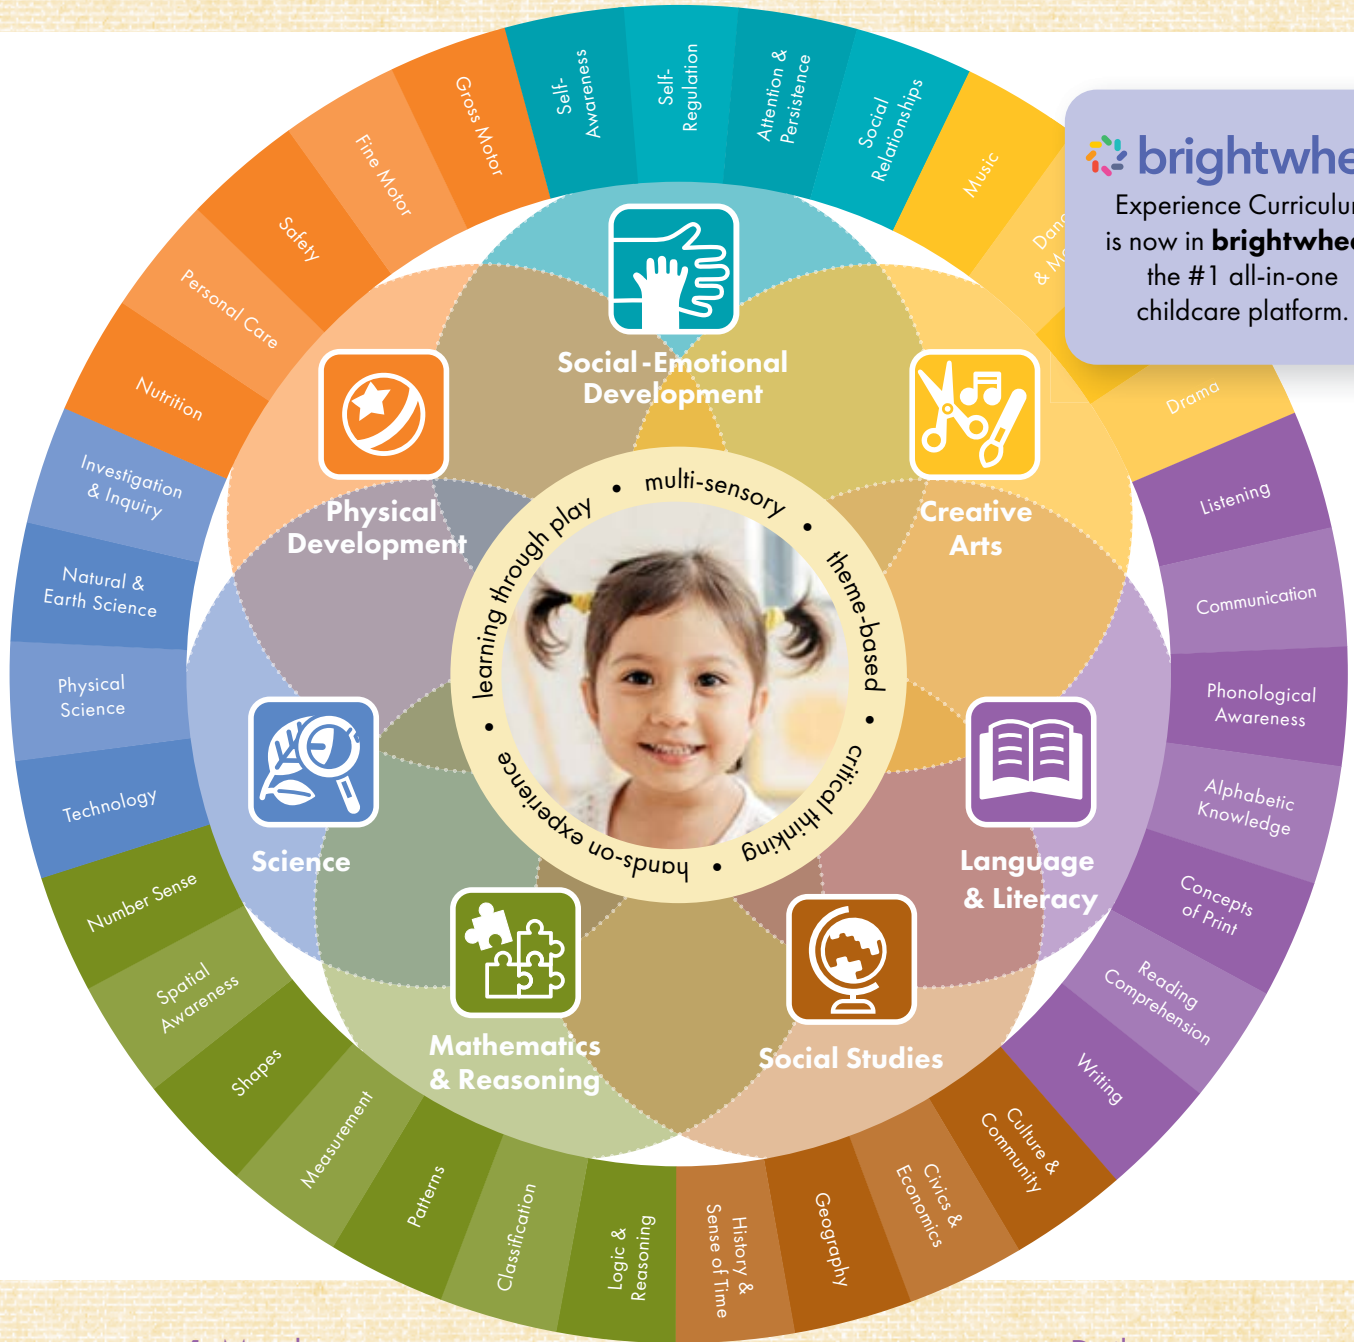 Self-
Awareness
Self-
Regulation
Attention &
Persistence
Social
Relationships
Music
Drama
Listening
Communication
Phonological
Awareness
Alphabetic
Knowledge
Concepts
of Print
Reading
Comprehension
Writing
Culture &
Community
Civics &
Economics
Geography
History &
Sense of Time
Logic &
Reasoning
Classification
Patterns
Measurement
Shapes
Spatial
Awareness
Number Sense
Technology
Physical
Science
Natural &
Earth Science
Investigation
& Inquiry
Nutrition
Personal Care
Safety
Fine Motor
Gross Motor
Experience
is now in
the #1 all-in-one
childcare platform.
Social-Emotional
Development
Creative
Arts
Language
& Literacy
Social Studies
Mathematics
& Reasoning
Science
Physical
Development
learning through play • multi-sensory • theme-based • critical thinking • hands-on experience •